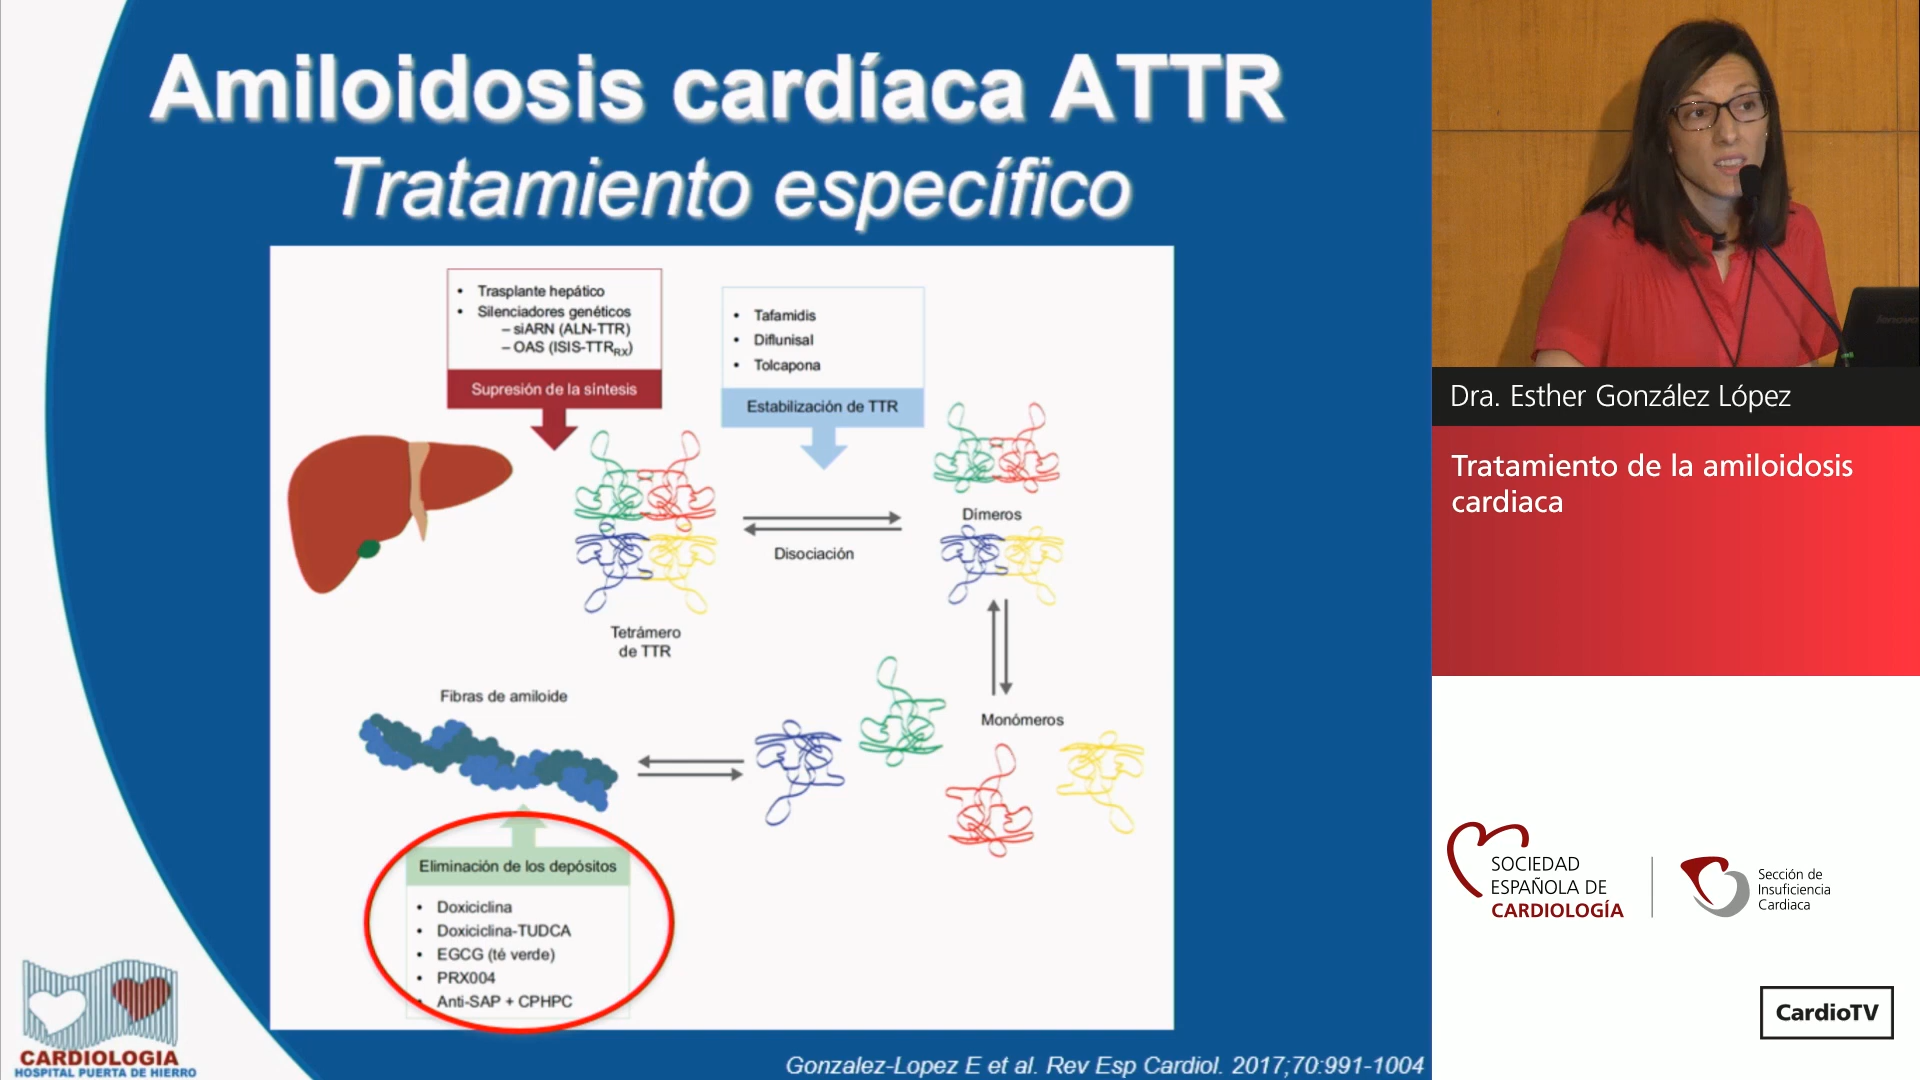 Amiloidosis cardíaca ATTR
Tratamiento específico
• Trasplante hepático
• Silenciadores genéticos
– siARN (ALN-TTR)
– OAS (ISIS-TTRRX)
Supresión de la síntesis
• Tafamidis
• Diflunisal
• Tolcapona
Estabilización de TTR
Disociación
Dímeros
Tetrámero
de TTR
Monómeros
Fibras de amiloide
Eliminación de los depósitos
• Doxiciclina
• Doxiciclina-TUDCA
• EGCG (té verde)
• PRX004
• Anti-SAP + CPHPC
CARDIOLOGIA
HOSPITAL PUERTA DE HIERRO
Gonzalez-Lopez E et al. Rev Esp Cardiol. 2017;70:991-1004
lenovo
Dra. Esther González López
Tratamiento de la amiloidosis
cardiaca
SOCIEDAD
ESPAÑOLA DE
CARDIOLOGÍA
Sección de
Insuficiencia
Cardiaca
CardioTV